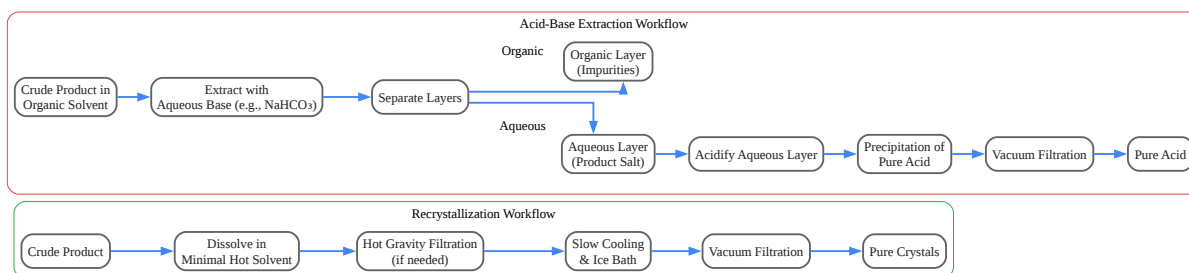 Acid-Base Extraction Workflow
Organic
Organic Layer
(Impurities)
Crude Product in
Organic Solvent
Extract with
Aqueous Base (e.g., NaHCO₃)
Separate Layers
Aqueous
Aqueous Layer
(Product Salt)
Acidify Aqueous Layer
Precipitation of
Pure Acid
Vacuum Filtration
Pure Acid
Recrystallization Workflow
Crude Product
Dissolve in
Minimal Hot Solvent
Hot Gravity Filtration
(if needed)
Slow Cooling
& Ice Bath
Vacuum Filtration
Pure Crystals